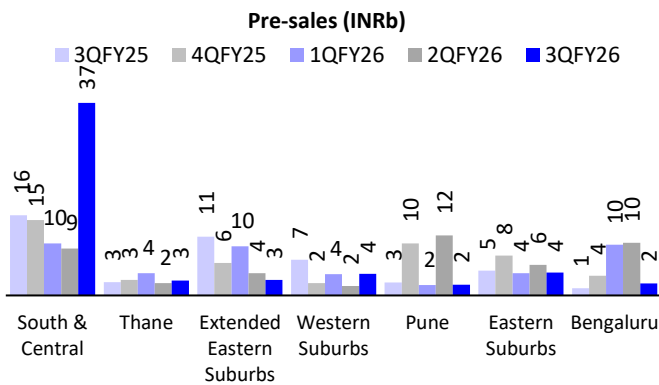 Pre-sales (INRb)
3QFY25 4QFY25 1QFY26 2QFY26 3QFY26
16 15 10 9 37
3 3 4 2 3
11 6 10 4 3
7 2 4 2 4
3 10 2 12 2
5 8 4 6 4
1 4 10 10 2
South & Central
Thane
Extended Eastern Suburbs
Western Suburbs
Pune
Eastern Suburbs
Bengaluru